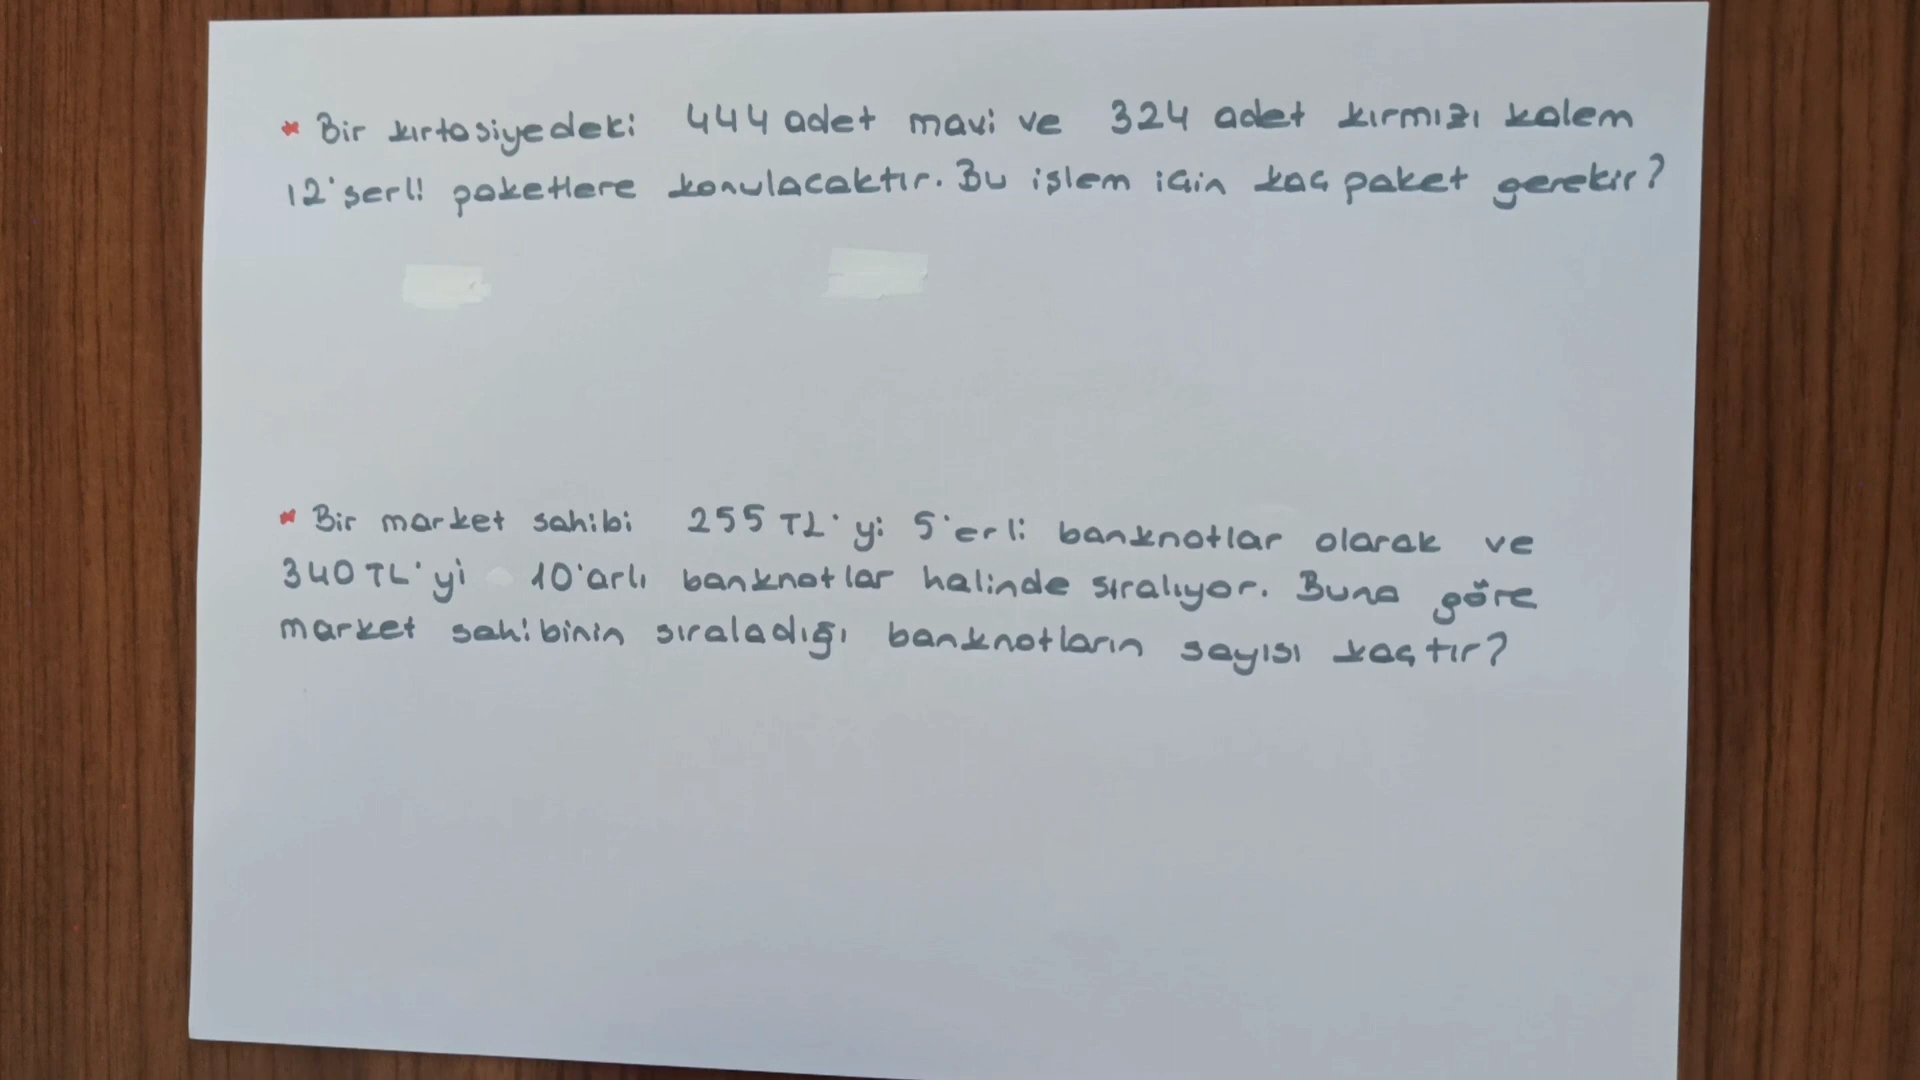 * Bir kırtasiyedeki 444 adet mavi ve 324 adet kırmızı kalem
12'şerli paketlere konulacaktır. Bu işlem için kaç paket gerekir?
* Bir market sahibi 255 TL'yi 5'erli banknotlar olarak ve
340 TL'yi 10'arlı banknotlar halinde sıralıyor. Buna göre
market sahibinin sıraladığı banknotların sayısı kaçtır?